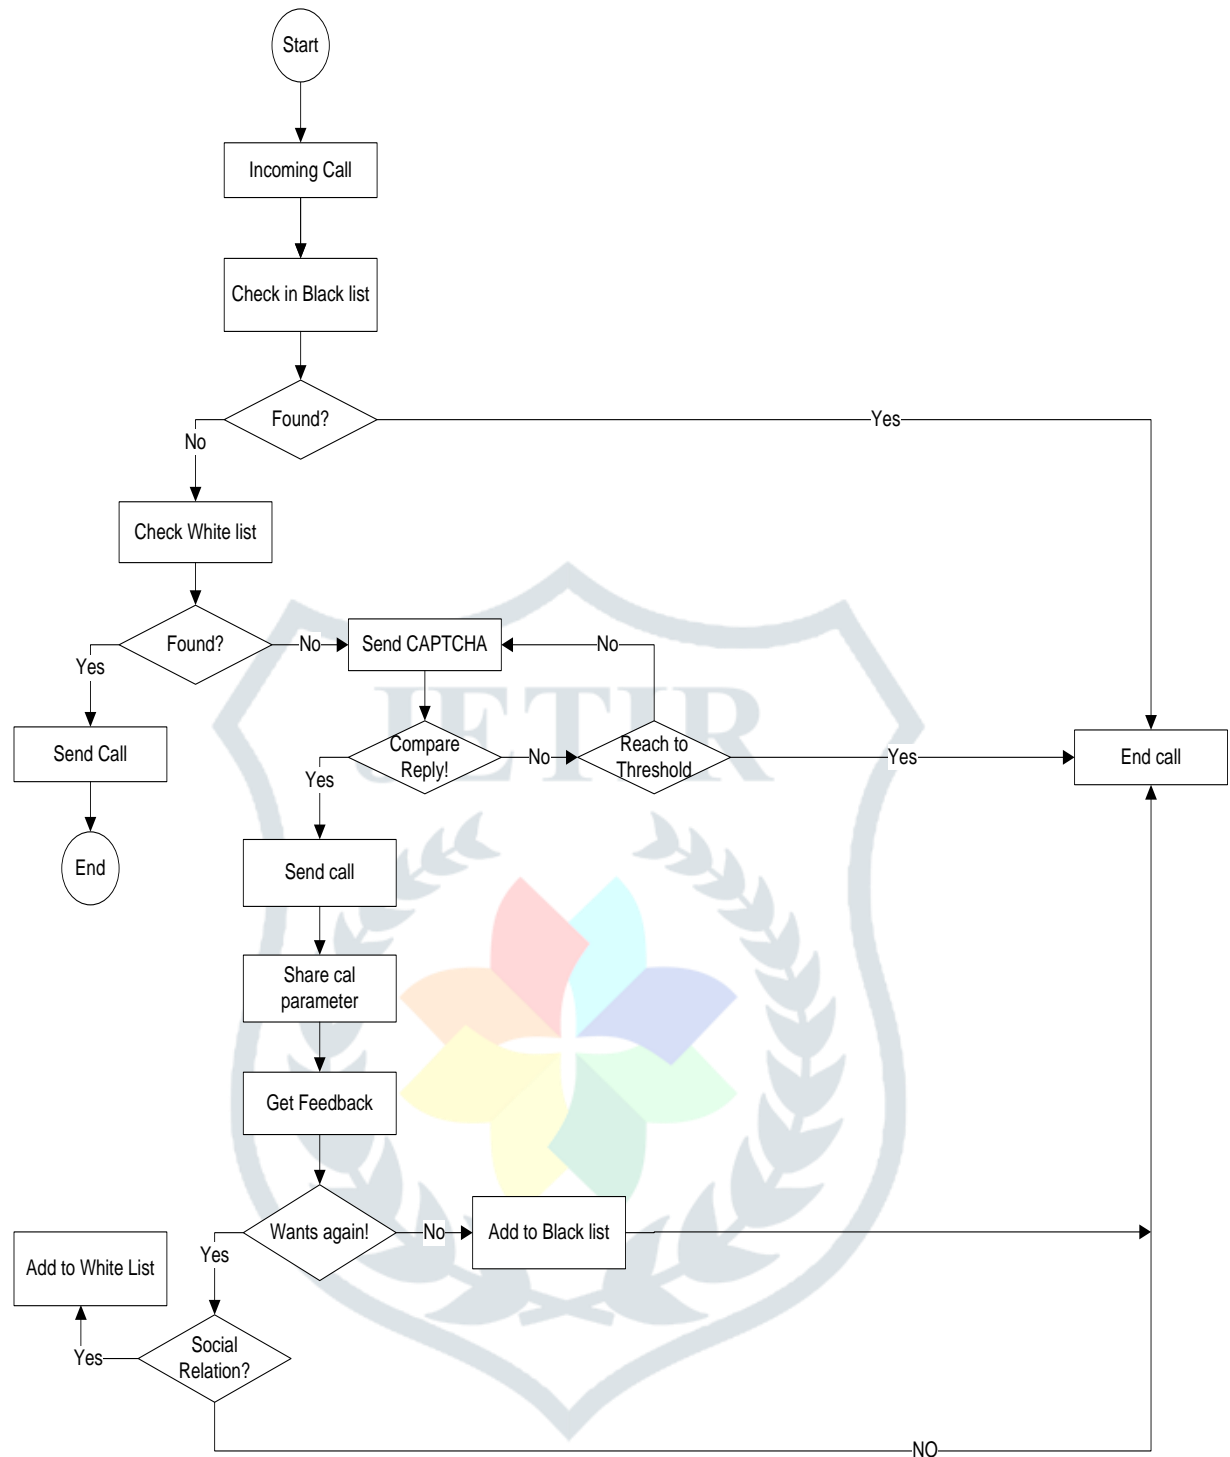 Start
Incoming Call
Check in Black list
Found?
Yes
No
Check White list
Found?
No
Send CAPTCHA
No
Yes
JETIR
Send Call
Compare
Reply!
No
Reach to
Threshold
Yes
End call
Yes
End
Send call
Share cal
parameter
Get Feedback
Wants again!
No
Add to Black list
Yes
Add to White List
Social
Relation?
Yes
NO